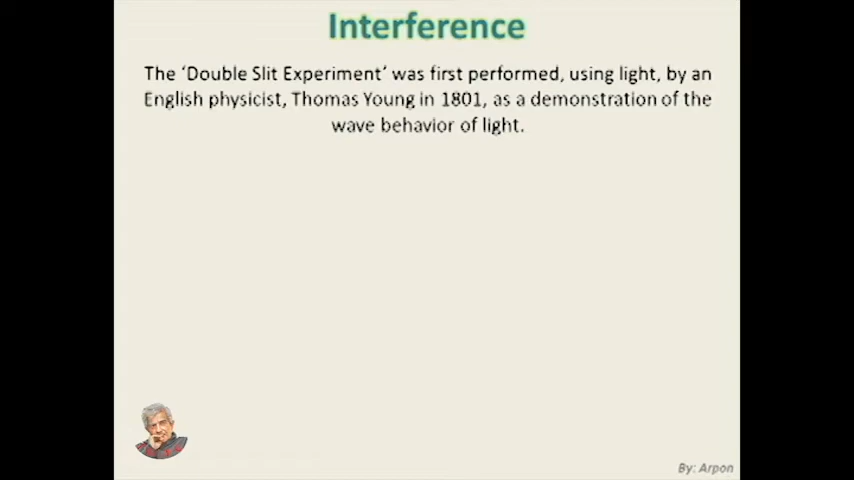 Interference
The ‘Double Slit Experiment’ was first performed, using light, by an
English physicist, Thomas Young in 1801, as a demonstration of the
wave behavior of light.
By: Arpon